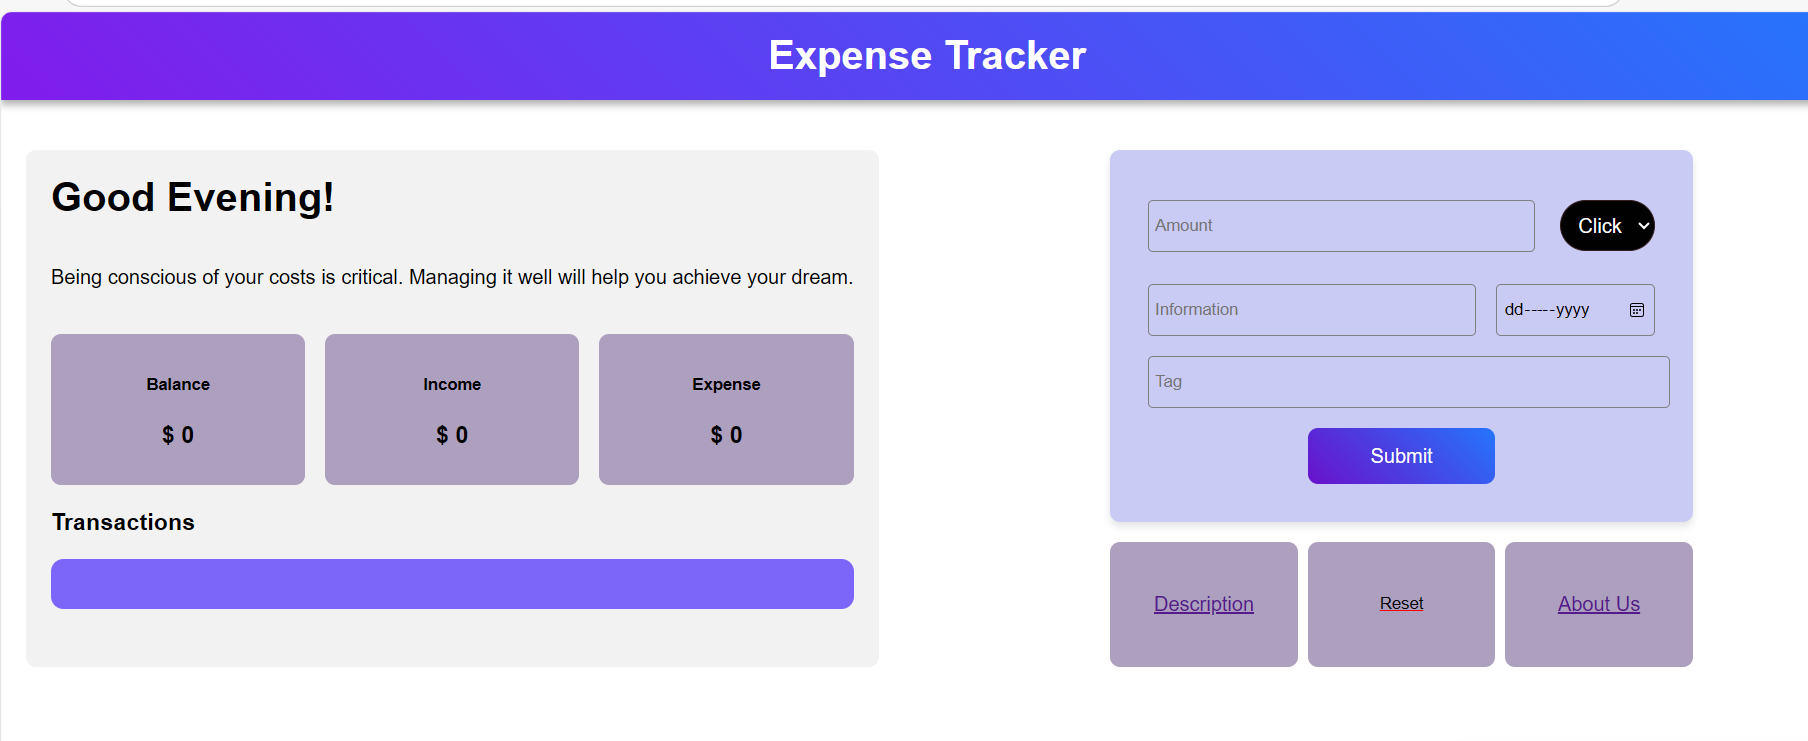 Expense Tracker
Good Evening!
Being conscious of your costs is critical. Managing it well will help you achieve your dream.
Balance
$ 0
Income
$ 0
Expense
$ 0
Transactions
Amount
Click
Information
dd-----yyyy
Tag
Submit
Description
Reset
About Us